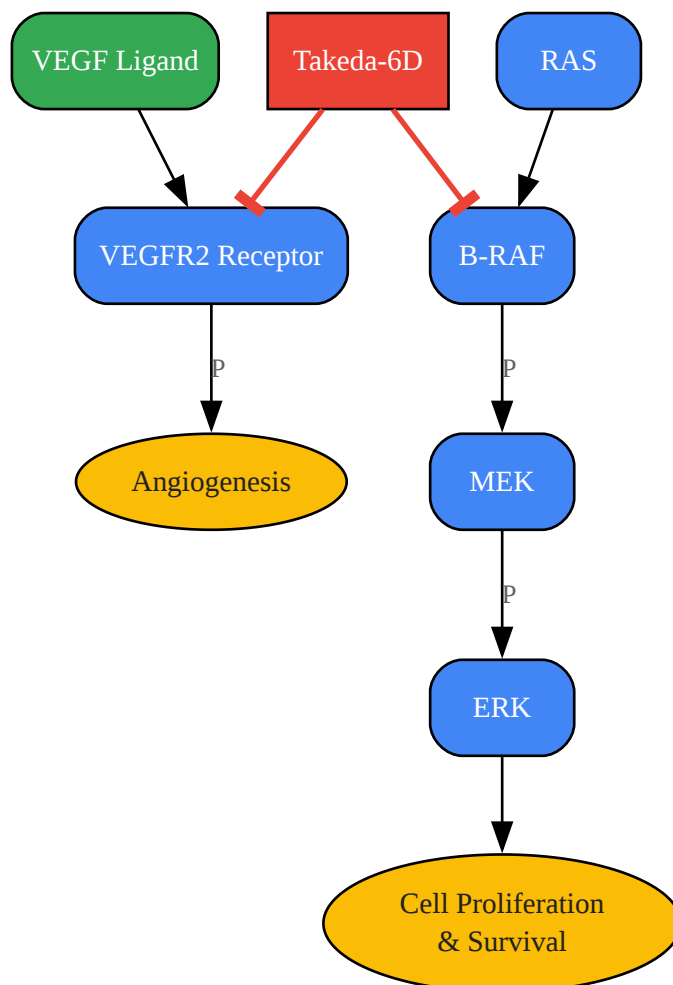 VEGF Ligand
Takeda-6D
RAS
VEGFR2 Receptor
B-RAF
P
P
Angiogenesis
MEK
P
ERK
Cell Proliferation
& Survival